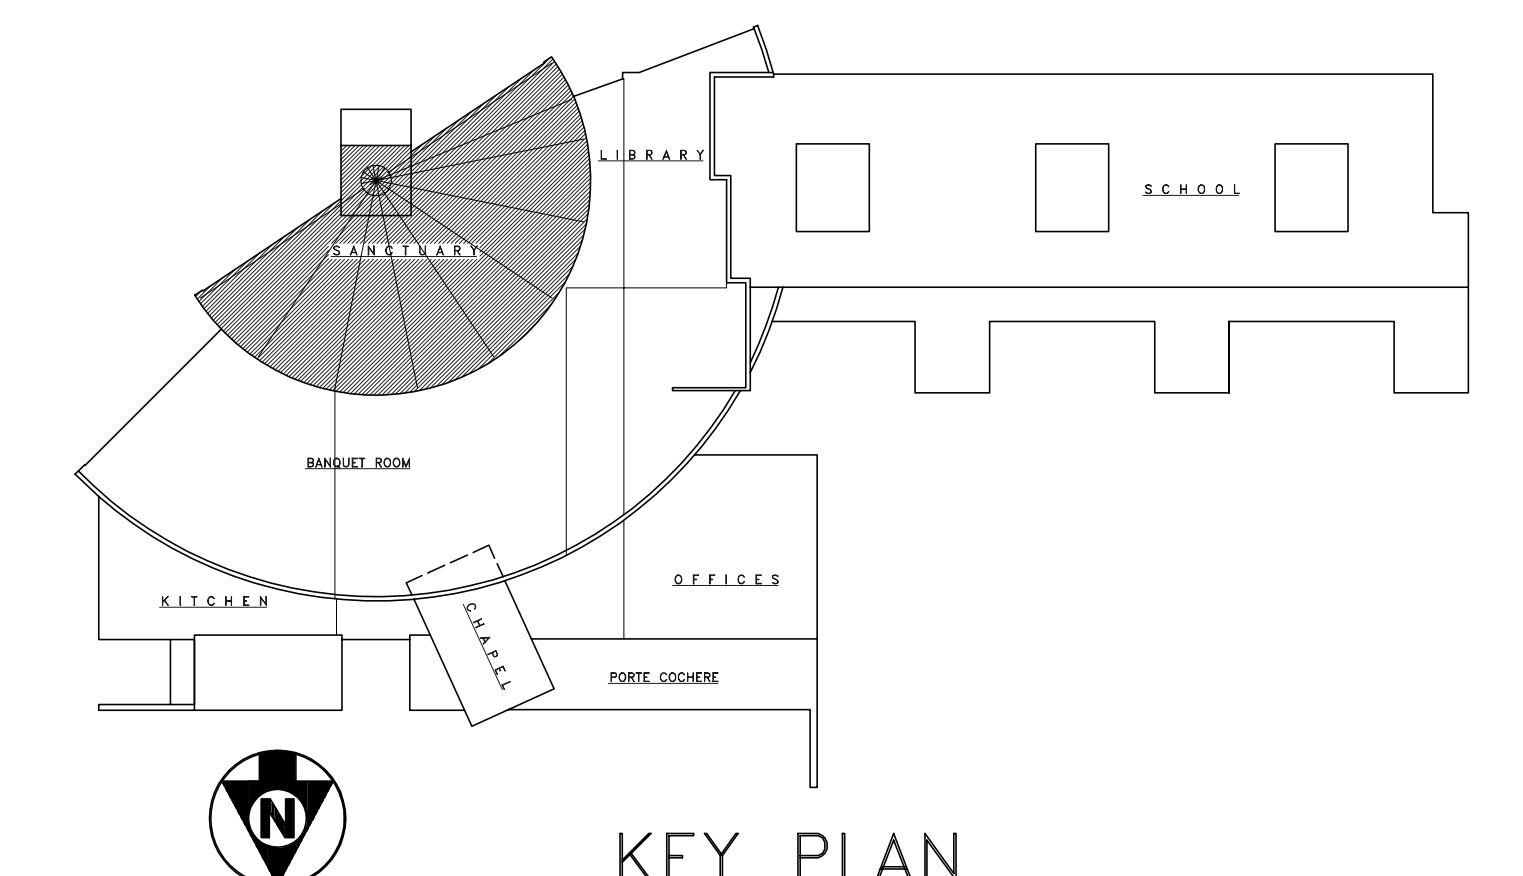 LIBRARY
SCHOOL
SANCTUARY
BANQUET ROOM
OFFICES
KITCHEN
CHAPEL
PORTE COCHERE
N
KEY PLAN